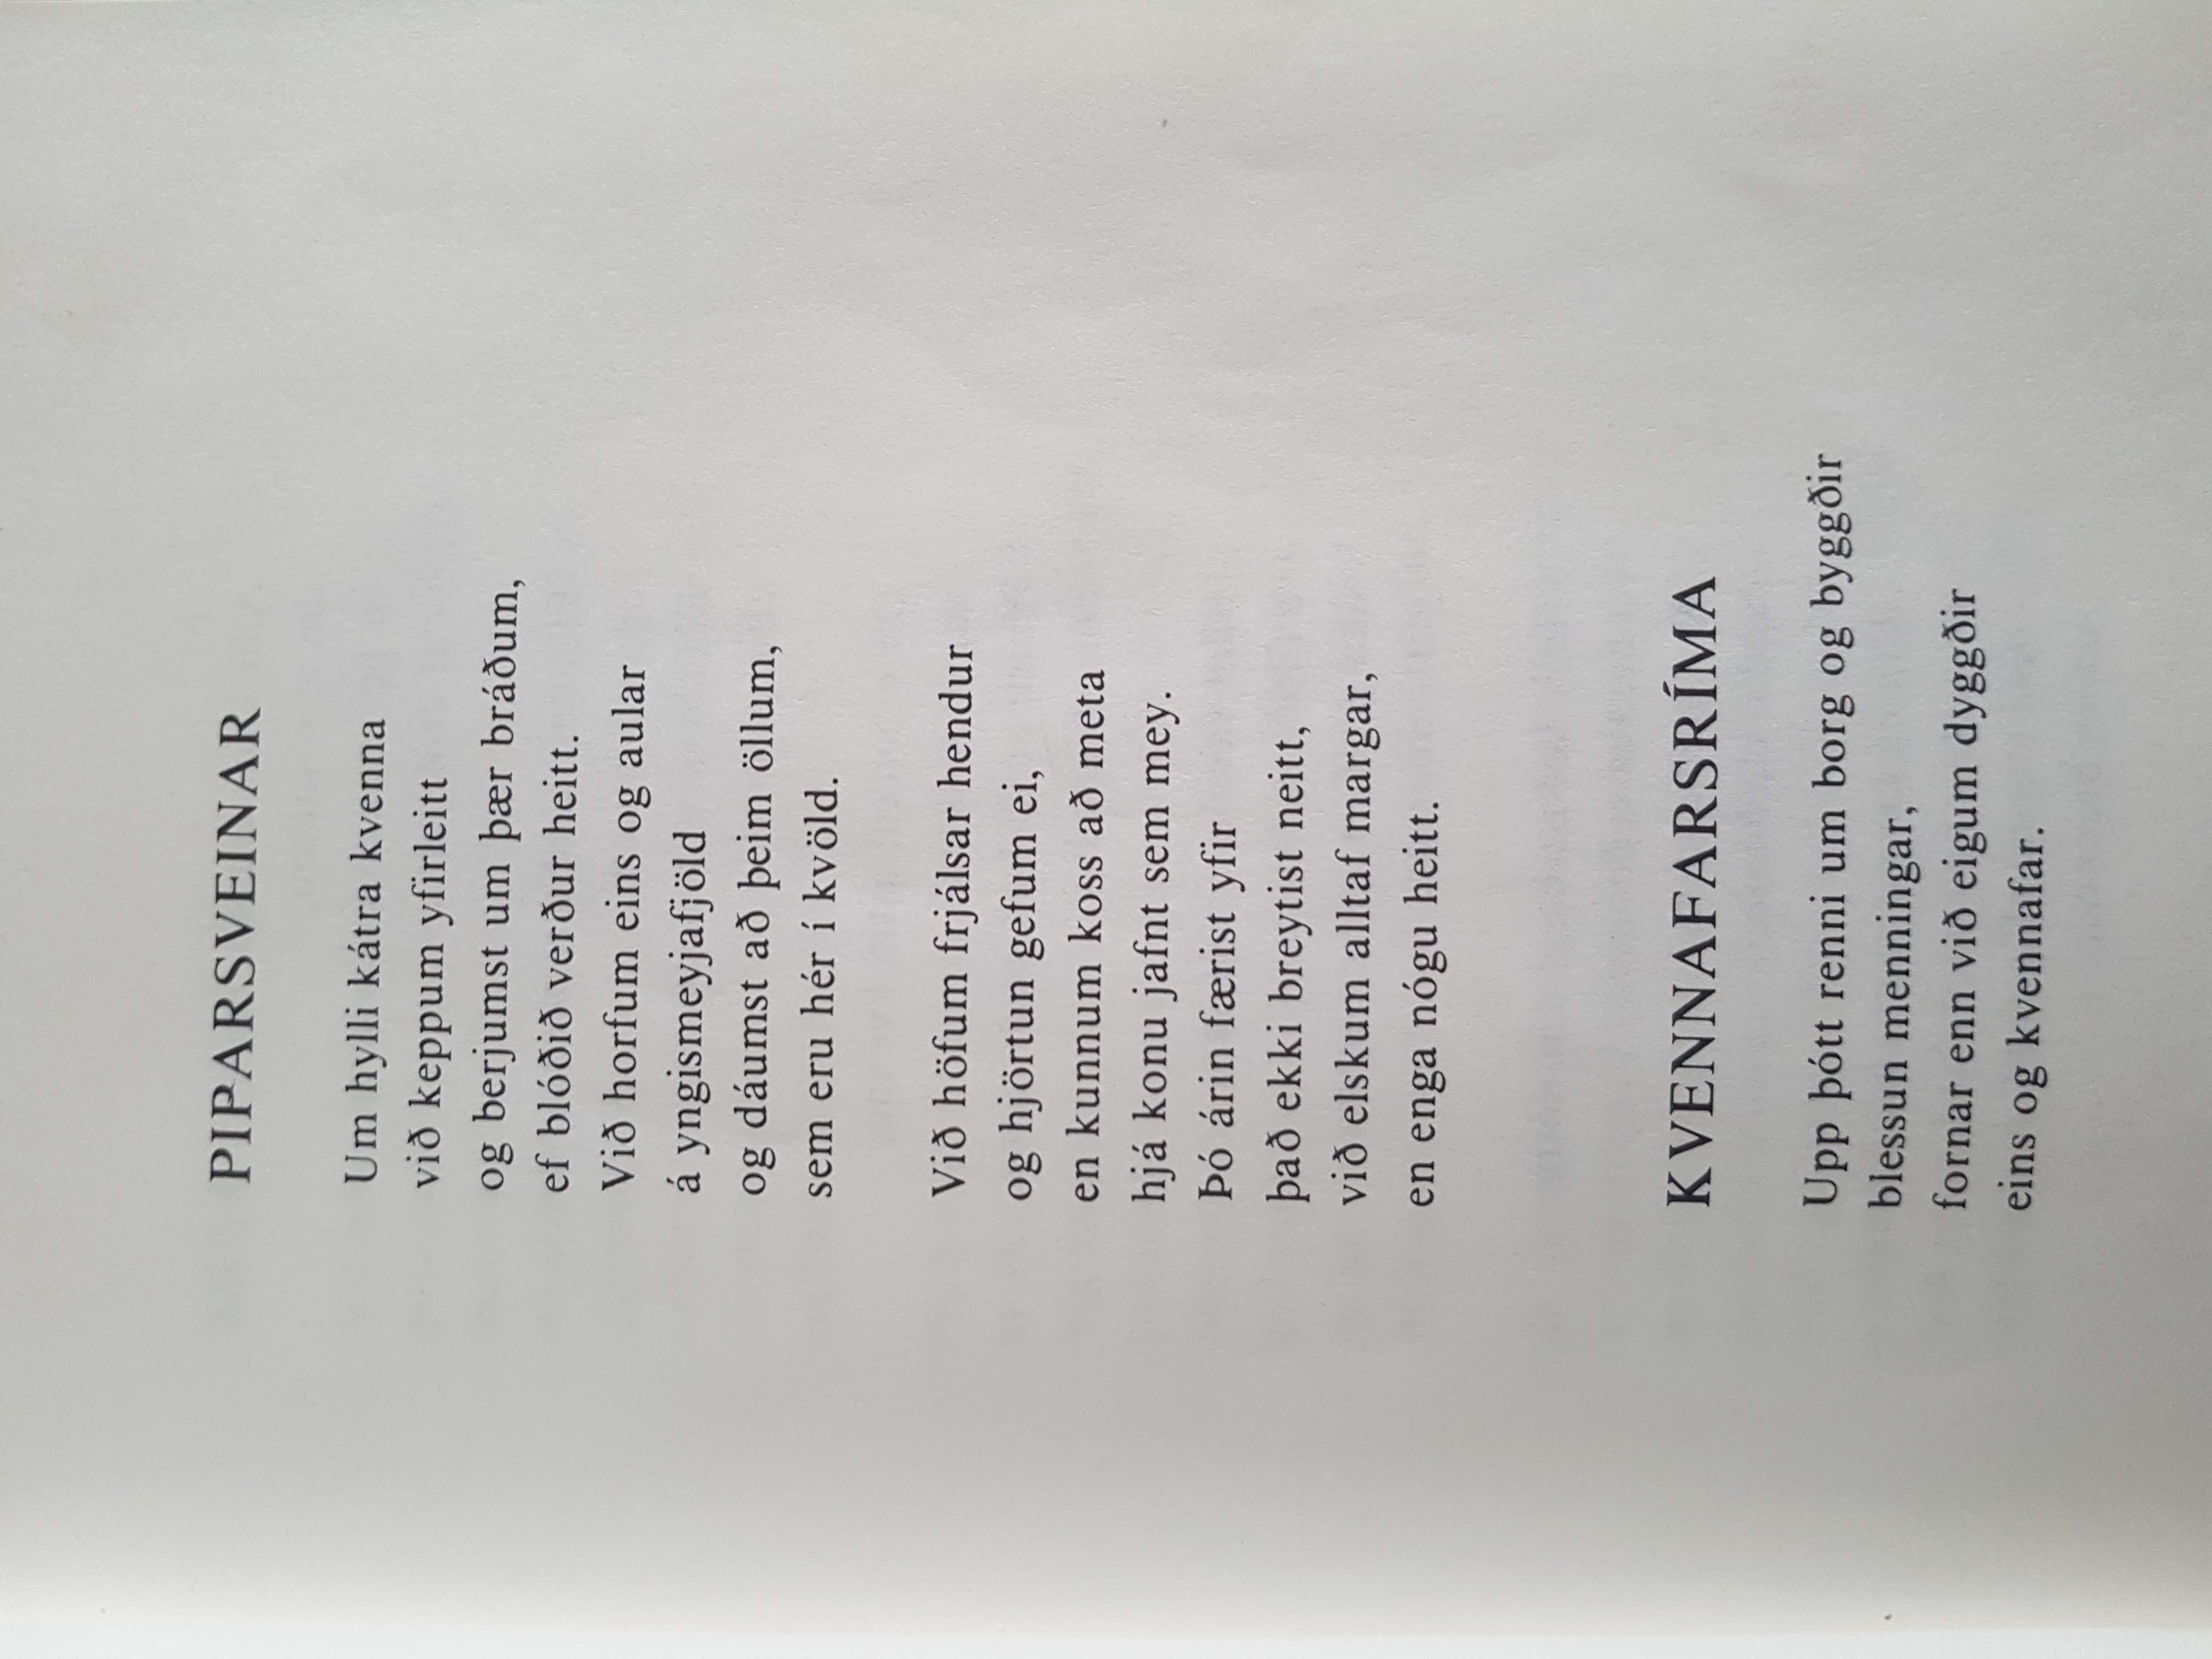 PIPARSVEINAR
Um hylli kátra kvenna
við keppum yfirleitt
og berjumst um þær bráðum,
ef blóðið verður heitt.
Við horfum eins og aular
á yngismeyjafjöld
og dáumst að þeim öllum,
sem eru hér í kvöld.
Við höfum frjálsar hendur
og hjörtun gefum ei,
en kunnum koss að meta
hjá konu jafnt sem mey.
Þó árin færist yfir
það ekki breytist neitt,
við elskum alltaf margar,
en enga nógu heitt.
KVENNAFARSRÍMA
Upp þótt renni um borg og byggðir
blessun menningar,
fornar enn við eigum dyggðir
eins og kvennafar.